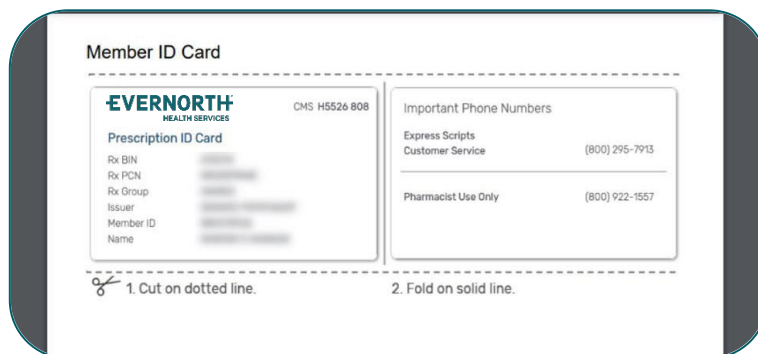 Member ID Card
EVERNORTH
HEALTH SERVICES
CMS H5526 808
Prescription ID Card
Rx BIN
Rx PCN
Rx Group
Issuer
Member ID
Name
Important Phone Numbers
Express Scripts
Customer Service (800) 295-7913
Pharmacist Use Only (800) 922-1557
1. Cut on dotted line.
2. Fold on solid line.